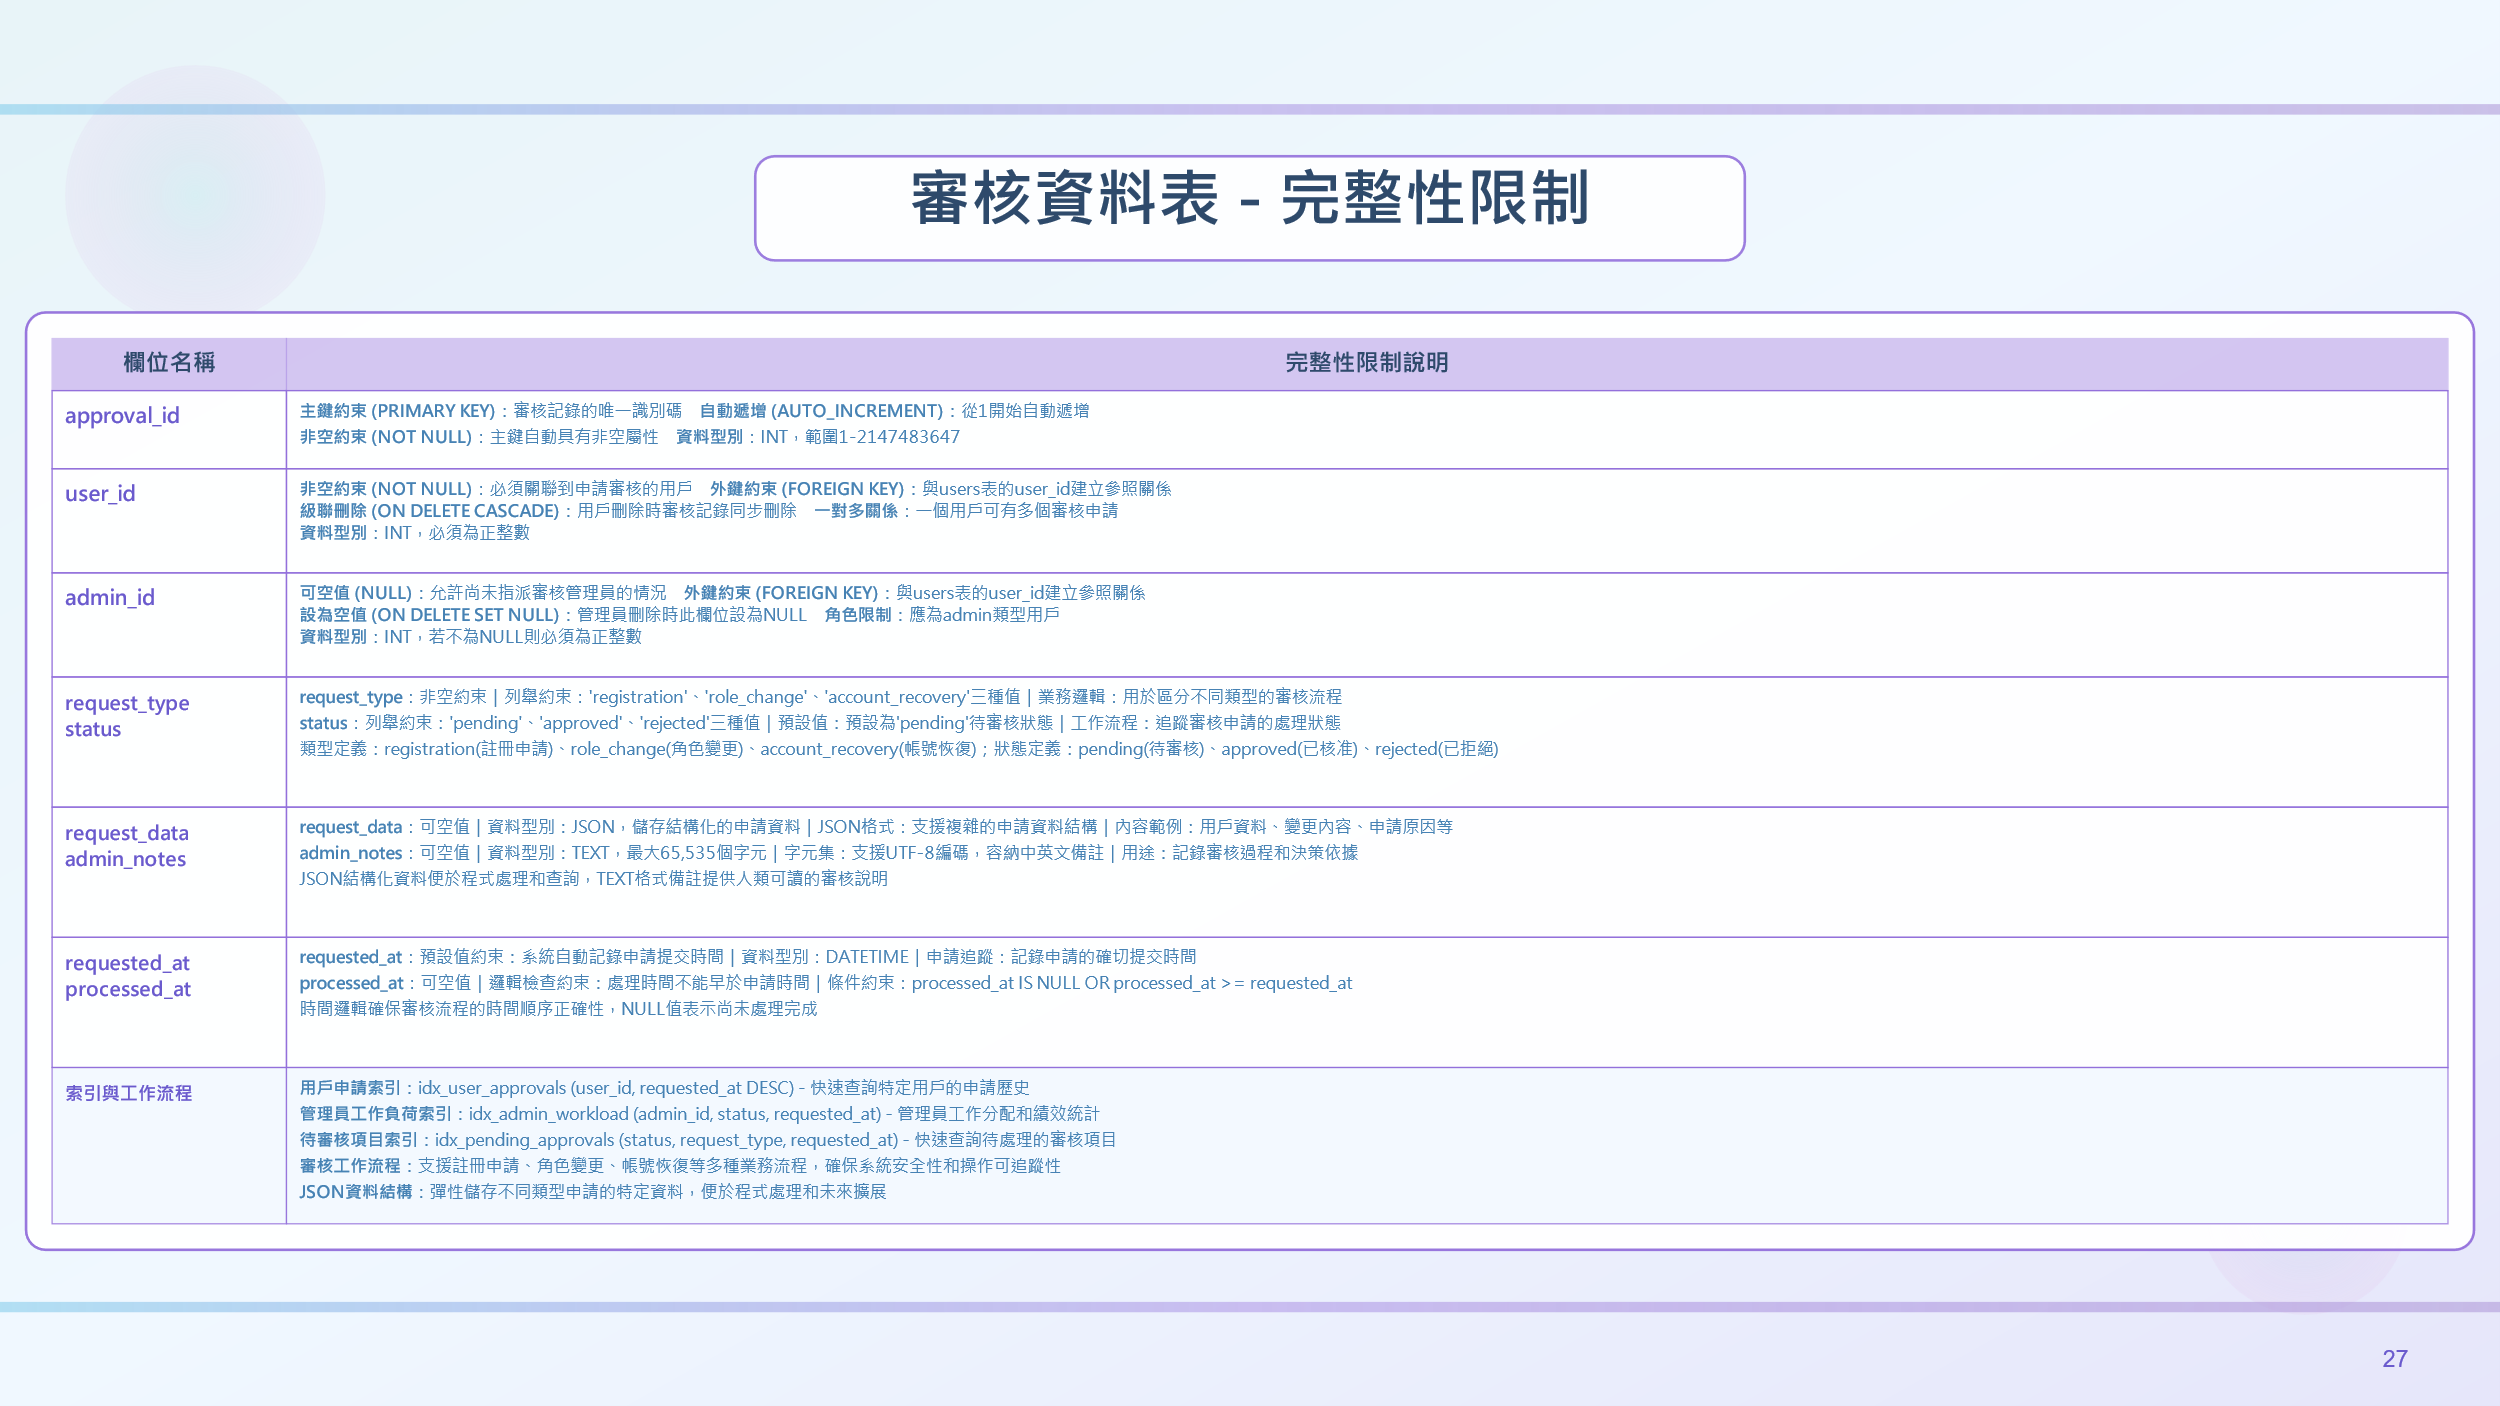 審核資料表 - 完整性限制
欄位名稱
完整性限制說明
approval_id
主鍵約束 (PRIMARY KEY)：審核記錄的唯一識別碼　自動遞增 (AUTO_INCREMENT)：從1開始自動遞增
非空約束 (NOT NULL)：主鍵自動具有非空屬性　資料型別：INT，範圍1-2147483647
user_id
非空約束 (NOT NULL)：必須關聯到申請審核的用戶　外鍵約束 (FOREIGN KEY)：與users表的user_id建立參照關係
級聯刪除 (ON DELETE CASCADE)：用戶刪除時審核記錄同步刪除　一對多關係：一個用戶可有多個審核申請
資料型別：INT，必須為正整數
admin_id
可空值 (NULL)：允許尚未指派審核管理員的情況　外鍵約束 (FOREIGN KEY)：與users表的user_id建立參照關係
設為空值 (ON DELETE SET NULL)：管理員刪除時此欄位設為NULL　角色限制：應為admin類型用戶
資料型別：INT，若不為NULL則必須為正整數
request_type
status
request_type：非空約束 | 列舉約束：'registration'、'role_change'、'account_recovery'三種值 | 業務邏輯：用於區分不同類型的審核流程
status：列舉約束：'pending'、'approved'、'rejected'三種值 | 預設值：預設為'pending'待審核狀態 | 工作流程：追蹤審核申請的處理狀態
類型定義：registration(註冊申請)、role_change(角色變更)、account_recovery(帳號恢復)；狀態定義：pending(待審核)、approved(已核准)、rejected(已拒絕)
request_data
admin_notes
request_data：可空值 | 資料型別：JSON，儲存結構化的申請資料 | JSON格式：支援複雜的申請資料結構 | 內容範例：用戶資料、變更內容、申請原因等
admin_notes：可空值 | 資料型別：TEXT，最大65,535個字元 | 字元集：支援UTF-8編碼，容納中英文備註 | 用途：記錄審核過程和決策依據
JSON結構化資料便於程式處理和查詢，TEXT格式備註提供人類可讀的審核說明
requested_at
processed_at
requested_at：預設值約束：系統自動記錄申請提交時間 | 資料型別：DATETIME | 申請追蹤：記錄申請的確切提交時間
processed_at：可空值 | 邏輯檢查約束：處理時間不能早於申請時間 | 條件約束：processed_at IS NULL OR processed_at >= requested_at
時間邏輯確保審核流程的時間順序正確性，NULL值表示尚未處理完成
索引與工作流程
用戶申請索引：idx_user_approvals (user_id, requested_at DESC) - 快速查詢特定用戶的申請歷史
管理員工作負荷索引：idx_admin_workload (admin_id, status, requested_at) - 管理員工作分配和績效統計
待審核項目索引：idx_pending_approvals (status, request_type, requested_at) - 快速查詢待處理的審核項目
審核工作流程：支援註冊申請、角色變更、帳號恢復等多種業務流程，確保系統安全性和操作可追蹤性
JSON資料結構：彈性儲存不同類型申請的特定資料，便於程式處理和未來擴展
27